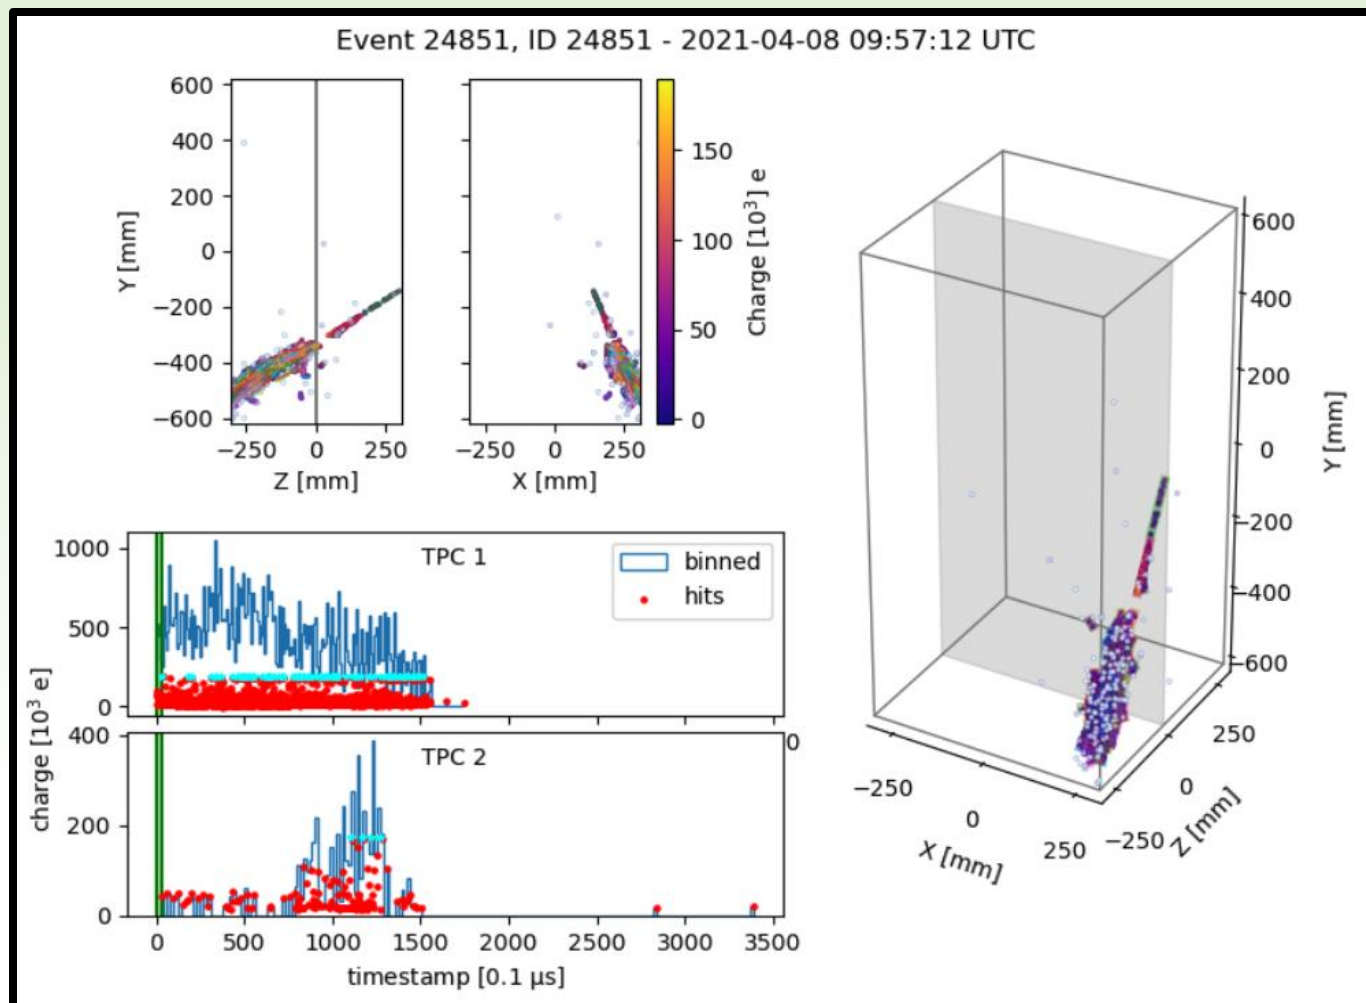 Event 24851, ID 24851 - 2021-04-08 09:57:12 UTC
600
400
200
0
−200
−400
−600
Y [mm]
−250 0 250
Z [mm]
−250 0 250
X [mm]
150
100
50
0
Charge [10³] e
600
400
200
0
−200
−400
−600
Y [mm]
−250
0
250
X [mm]
−250
0
250
Z [mm]
TPC 1
binned
hits
1000
500
0
TPC 2
400
200
0
0
charge [10³ e]
0 500 1000 1500 2000 2500 3000 3500
timestamp [0.1 μs]